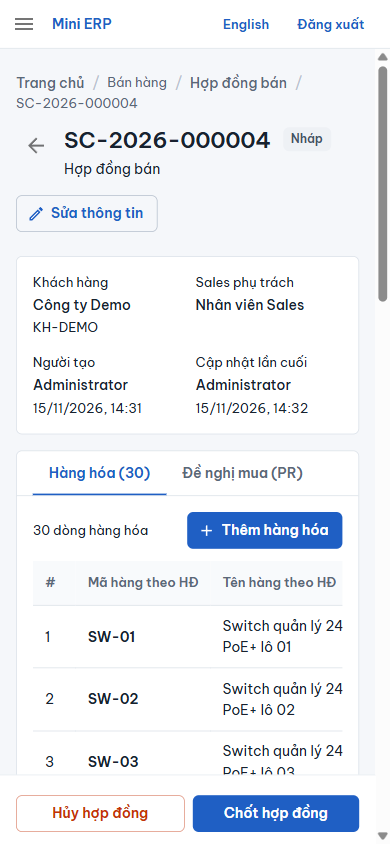 Mini ERP English Đăng xuất
Trang chủ / Bán hàng / Hợp đồng bán /
SC-2026-000004
SC-2026-000004 Nháp
Hợp đồng bán
Sửa thông tin
Khách hàng Sales phụ trách
Công ty Demo Nhân viên Sales
KH-DEMO
Người tạo Cập nhật lần cuối
Administrator Administrator
15/11/2026, 14:31 15/11/2026, 14:32
Hàng hóa (30) Đề nghị mua (PR)
30 dòng hàng hóa + Thêm hàng hóa
# Mã hàng theo HĐ Tên hàng theo HĐ
1 SW-01 Switch quản lý 24
PoE+ lô 01
2 SW-02 Switch quản lý 24
PoE+ lô 02
3 SW-03 Switch quản lý 24
PoE+ lô 03
Hủy hợp đồng Chốt hợp đồng